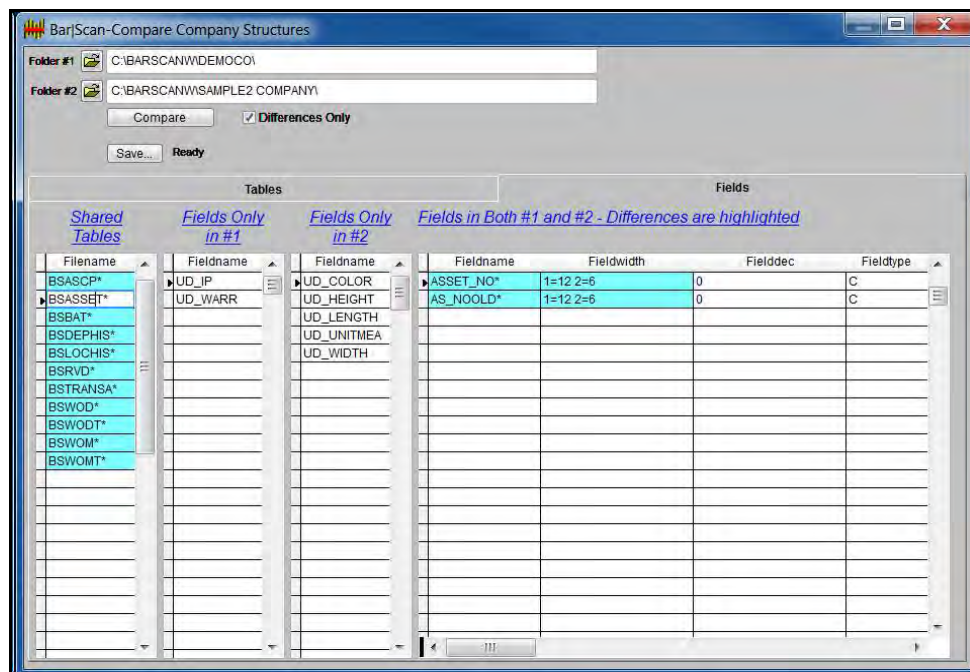 Bar|Scan-Compare Company Structures
Folder #1 C:\BARSCANW\DEMOCO\
Folder #2 C:\BARSCANW\SAMPLE2 COMPANY\
Compare Differences Only
Save... Ready
Tables Fields
Shared Tables
Filename
BSASCP*
BSASSET*
BSBAT*
BSDEPHIS*
BSLOCHIS*
BSRVD*
BSTRANSA*
BSWOD*
BSWODT*
BSWOM*
BSWOMT*
Fields Only in #1
Fieldname
UD_IP
UD_WARR
Fields Only in #2
Fieldname
UD_COLOR
UD_HEIGHT
UD_LENGTH
UD_UNITMEA
UD_WIDTH
Fields in Both #1 and #2 - Differences are highlighted
Fieldname Fieldwidth Fielddec Fieldtype
ASSET_NO* 1=12 2=6 0 C
AS_NOOLD* 1=12 2=6 0 C